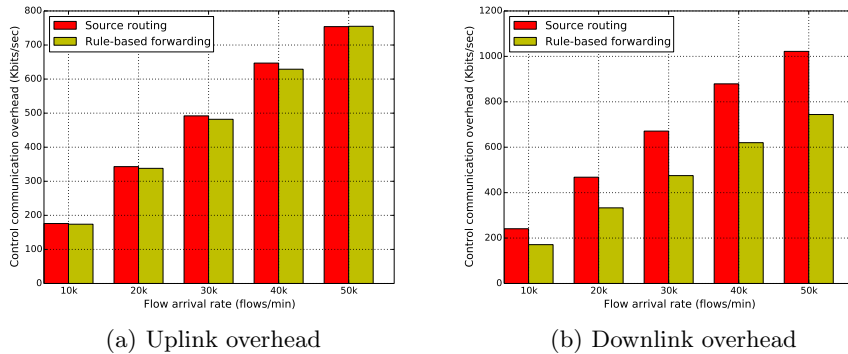 Control communication overhead (Kbits/sec)
800
700
600
500
400
300
200
100
0
Source routing
Rule-based forwarding
10k 20k 30k 40k 50k
Flow arrival rate (flows/min)
(a) Uplink overhead
Control communication overhead (Kbits/sec)
1200
1000
800
600
400
200
0
Source routing
Rule-based forwarding
10k 20k 30k 40k 50k
Flow arrival rate (flows/min)
(b) Downlink overhead